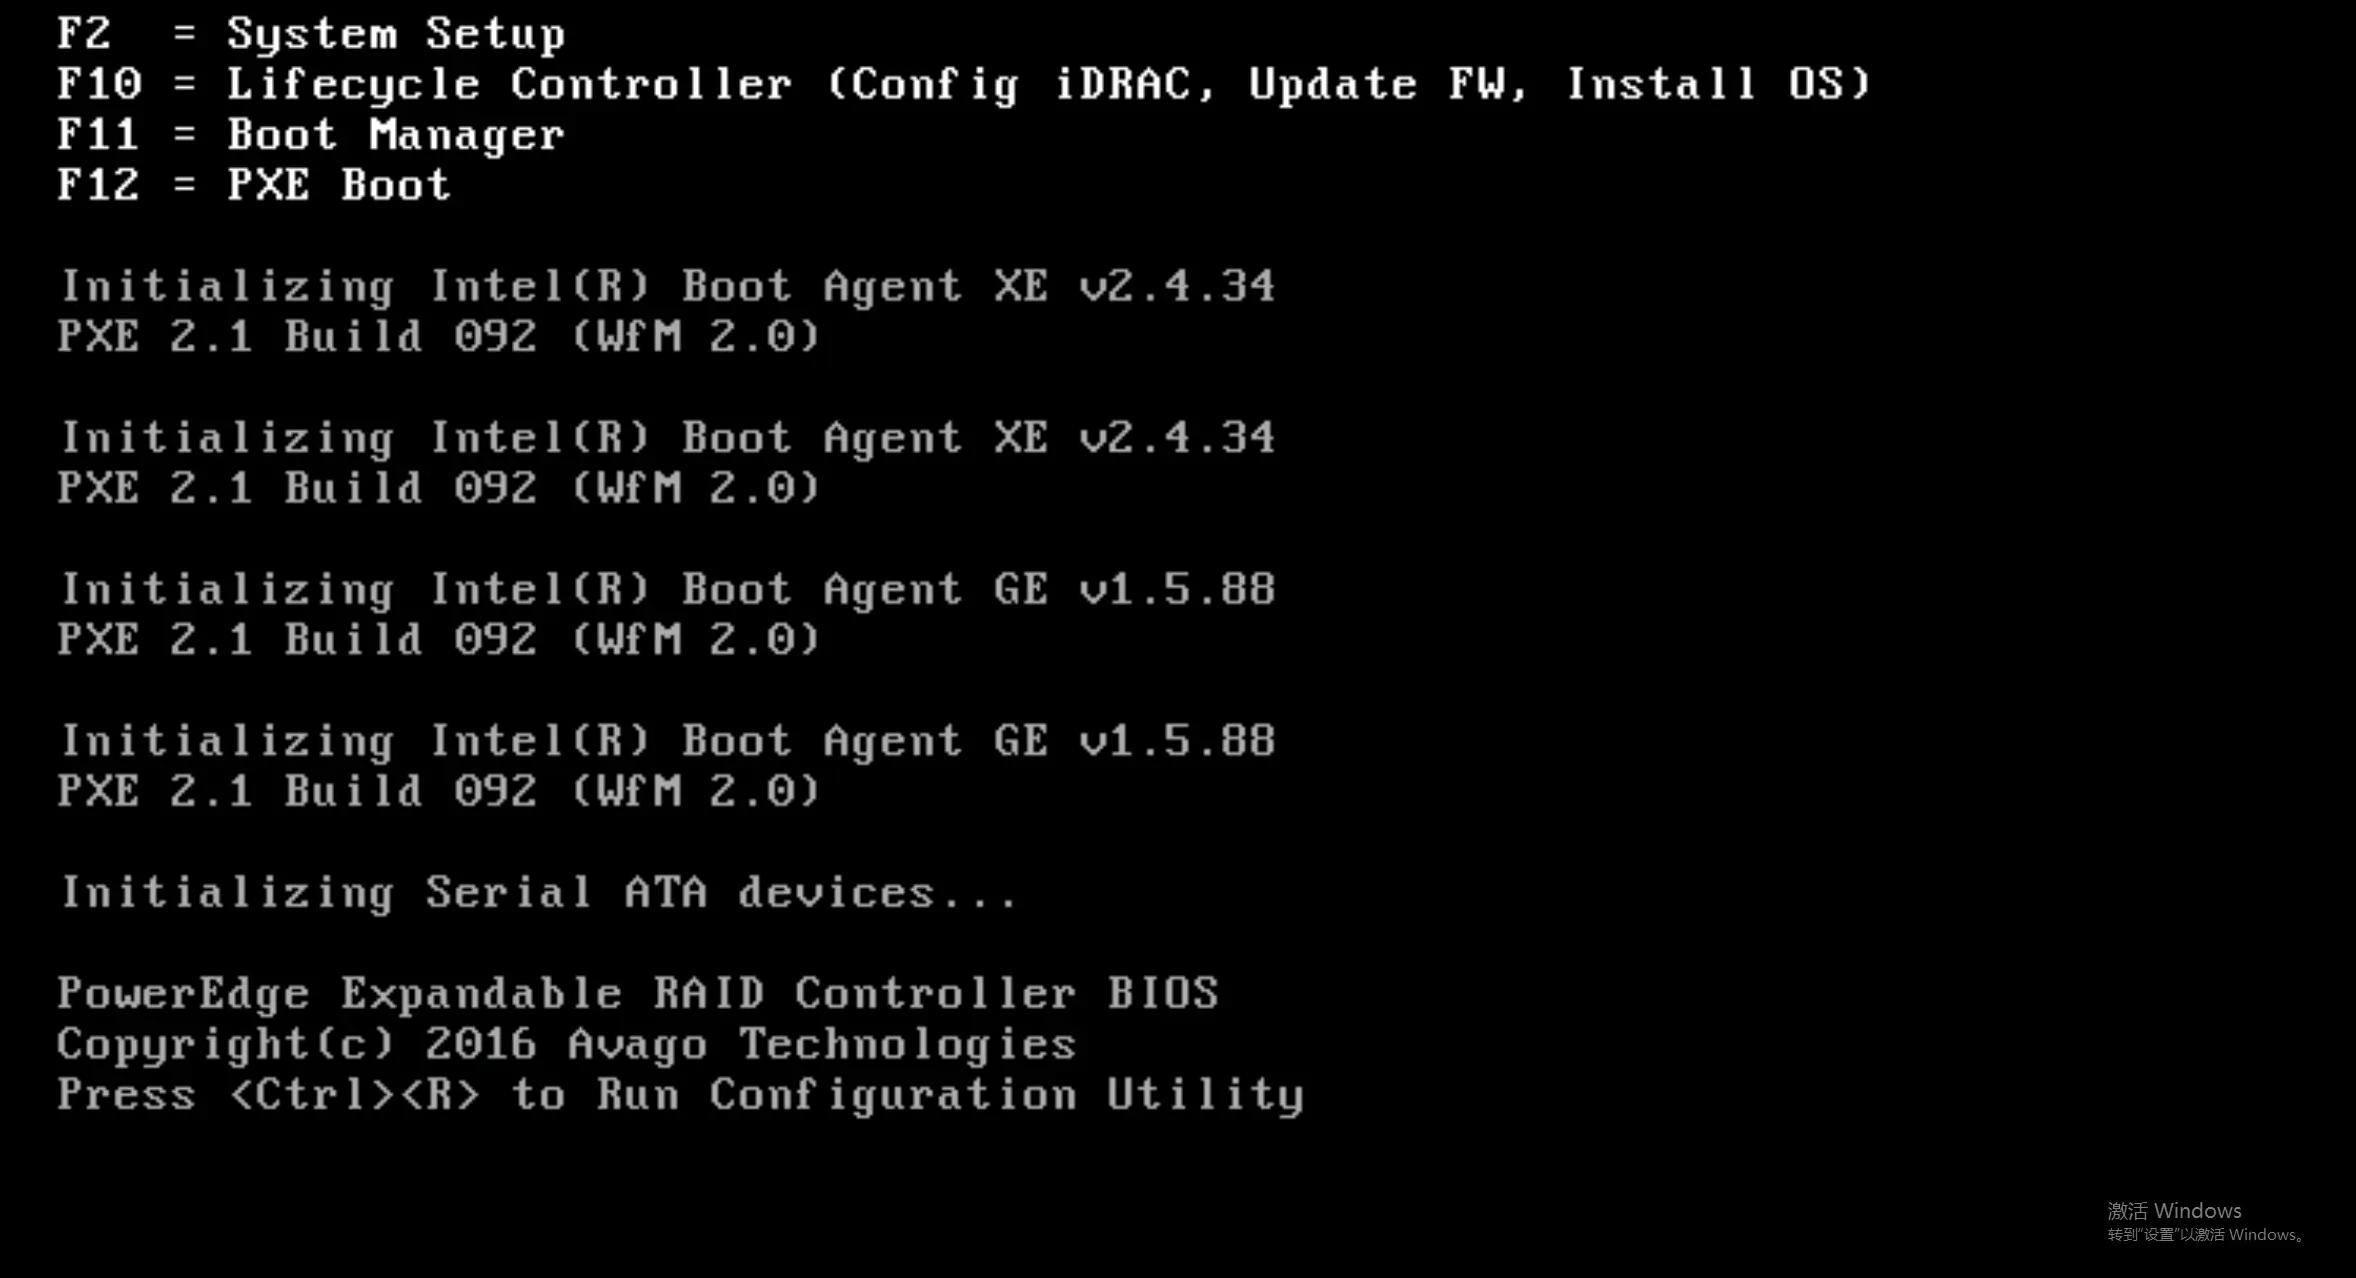 F2  = System Setup
F10 = Lifecycle Controller (Config iDRAC, Update FW, Install OS)
F11 = Boot Manager
F12 = PXE Boot
Initializing Intel(R) Boot Agent XE v2.4.34
PXE 2.1 Build 092 (WfM 2.0)
Initializing Intel(R) Boot Agent XE v2.4.34
PXE 2.1 Build 092 (WfM 2.0)
Initializing Intel(R) Boot Agent GE v1.5.88
PXE 2.1 Build 092 (WfM 2.0)
Initializing Intel(R) Boot Agent GE v1.5.88
PXE 2.1 Build 092 (WfM 2.0)
Initializing Serial ATA devices...
PowerEdge Expandable RAID Controller BIOS
Copyright(c) 2016 Avago Technologies
Press <Ctrl><R> to Run Configuration Utility
激活 Windows
转到“设置”以激活 Windows。